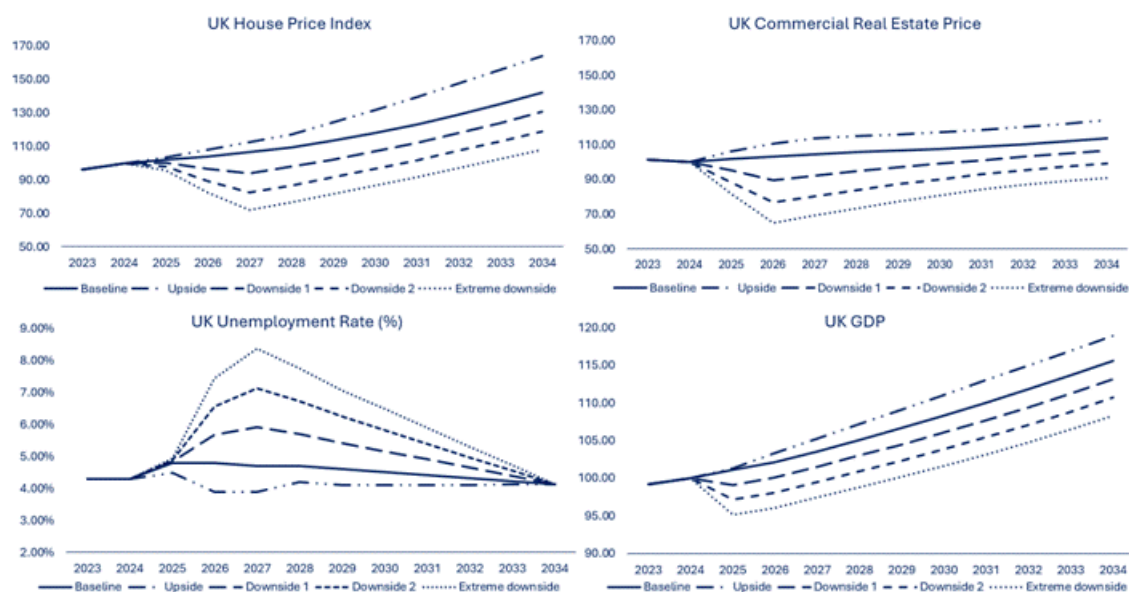 UK House Price Index
170.00
150.00
130.00
110.00
90.00
70.00
50.00
2023 2024 2025 2026 2027 2028 2029 2030 2031 2032 2033 2034
Baseline Upside Downside 1 Downside 2 Extreme downside
UK Commercial Real Estate Price
170.00
150.00
130.00
110.00
90.00
70.00
50.00
2023 2024 2025 2026 2027 2028 2029 2030 2031 2032 2033 2034
Baseline Upside Downside 1 Downside 2 Extreme downside
UK Unemployment Rate (%)
9.00%
8.00%
7.00%
6.00%
5.00%
4.00%
3.00%
2.00%
2023 2024 2025 2026 2027 2028 2029 2030 2031 2032 2033 2034
Baseline Upside Downside 1 Downside 2 Extreme downside
UK GDP
120.00
115.00
110.00
105.00
100.00
95.00
90.00
2023 2024 2025 2026 2027 2028 2029 2030 2031 2032 2033 2034
Baseline Upside Downside 1 Downside 2 Extreme downside